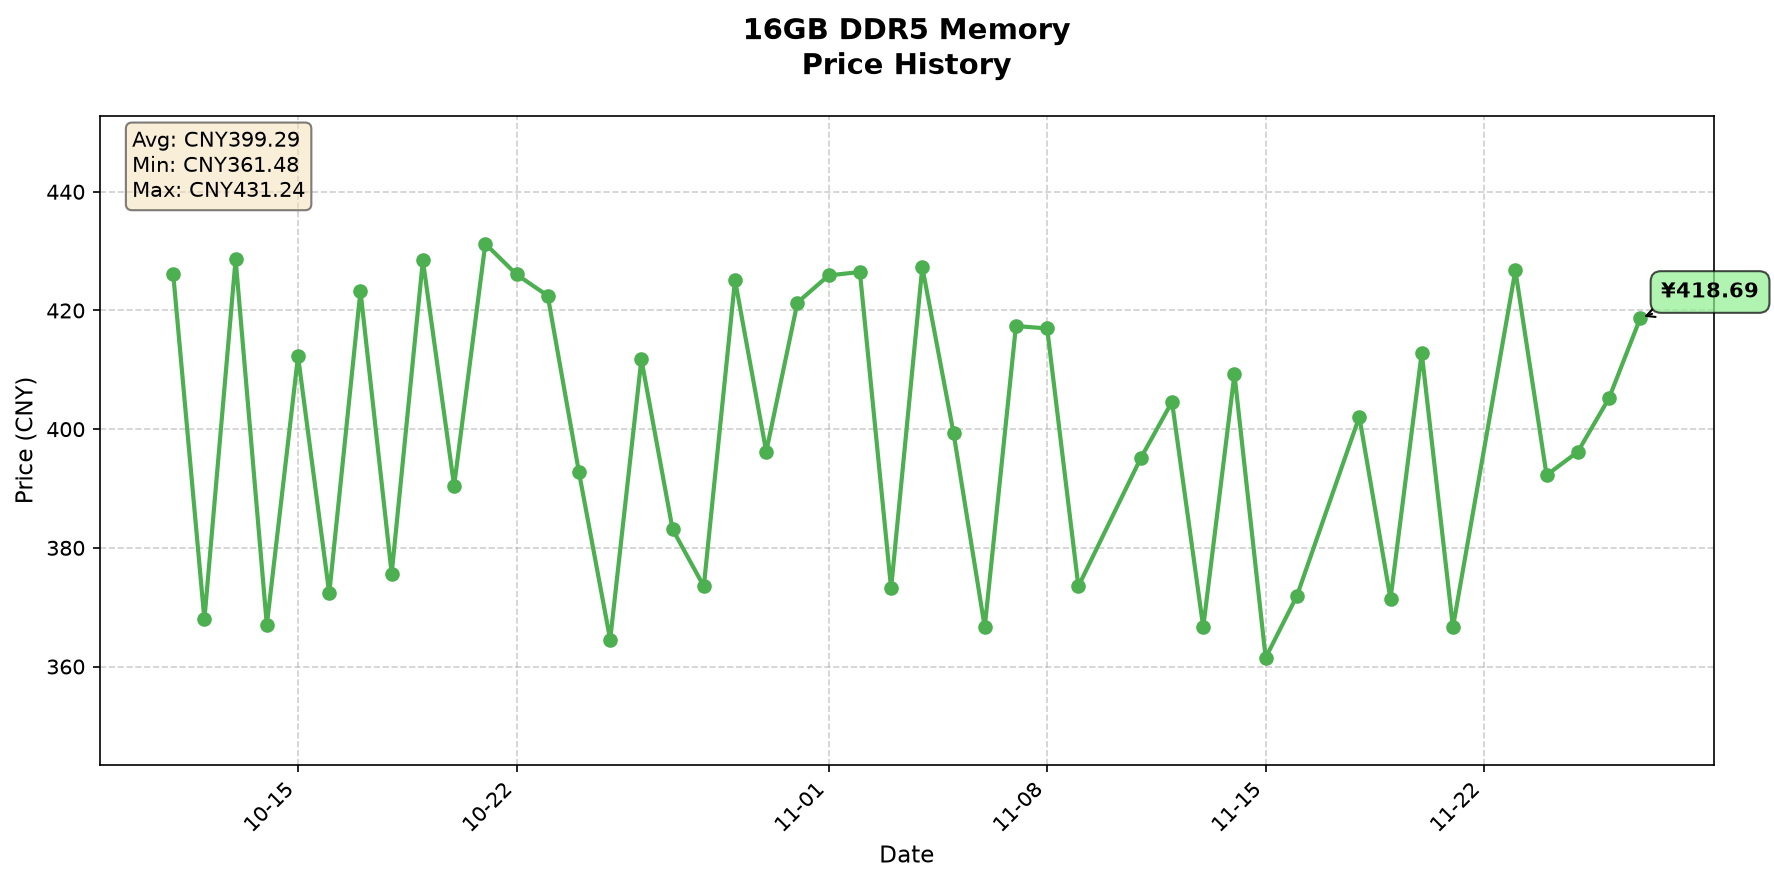 16GB DDR5 Memory
Price History
Avg: CNY399.29
Min: CNY361.48
Max: CNY431.24
¥418.69
Price (CNY)
440
420
400
380
360
10-15
10-22
11-01
11-08
11-15
11-22
Date